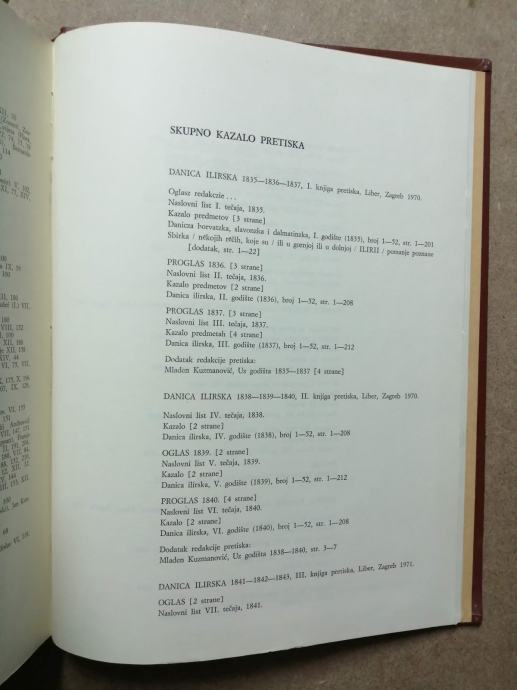 SKUPNO KAZALO PRETISKA
DANICA ILIRSKA 1835—1836—1837, I. knjiga pretiska, Liber, Zagreb 1970.
Oglasz redakczie . . .
Naslovni list I. tečaja, 1835.
Kazalo predmetov [3 strane]
Danicza horvatzka, slavonzka i dalmatinzka, I. godište (1835), broj 1—52, str. 1—201
Sbirka / někojih rěčih, koje su / ili u gornjoj ili u dolnjoj / ILIRII / poznanje poznane
[dodatak, str. 1—22]
PROGLAS 1836. [3 strane]
Naslovni list II. tečaja, 1836.
Kazalo predmetov [2 strane]
Danica ilirska, II. godište (1836), broj 1—52, str. 1—208
PROGLAS 1837. [3 strane]
Naslovni list III. tečaja, 1837.
Kazalo predmetah [4 strane]
Danica ilirska, III. godište (1837), broj 1—52, str. 1—212
Dodatak redakcije pretiska:
Mladen Kuzmanović, Uz godišta 1835—1837 [4 strane]
DANICA ILIRSKA 1838—1839—1840, II. knjiga pretiska, Liber, Zagreb 1970.
Naslovni list IV. tečaja, 1838.
Kazalo [2 strane]
Danica ilirska, IV. godište (1838), broj 1—52, str. 1—208
OGLAS 1839. [2 strane]
Naslovni list V. tečaja, 1839.
Kazalo [2 strane]
Danica ilirska, V. godište (1839), broj 1—52, str. 1—212
PROGLAS 1840. [4 strane]
Naslovni list VI. tečaja, 1840.
Kazalo [2 strane]
Danica ilirska, VI. godište (1840), broj 1—52, str. 1—208
Dodatak redakcije pretiska:
Mladen Kuzmanović, Uz godišta 1838—1840, str. 3—7
DANICA ILIRSKA 1841—1842—1843, III. knjiga pretiska, Liber, Zagreb 1971.
OGLAS [2 strane]
Naslovni list VII. tečaja, 1841.